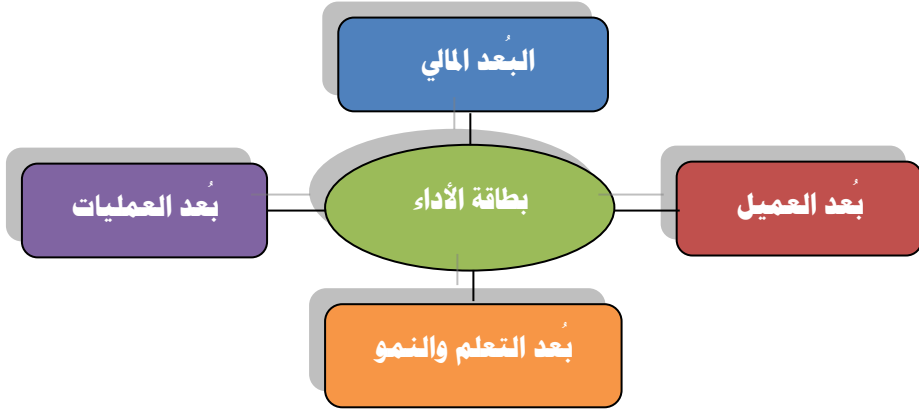 البُعد المالي
بُعد العميل
بطاقة الأداء
بُعد العمليات
بُعد التعلم والنمو